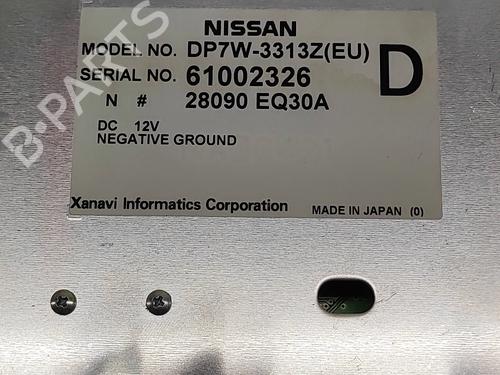 NISSAN
MODEL NO. DP7W-3313Z(EU)
SERIAL NO. 61002326
D
N # 28090 EQ30A
DC 12V
NEGATIVE GROUND
Xanavi Informatics Corporation
MADE IN JAPAN (0)
B-PARTS